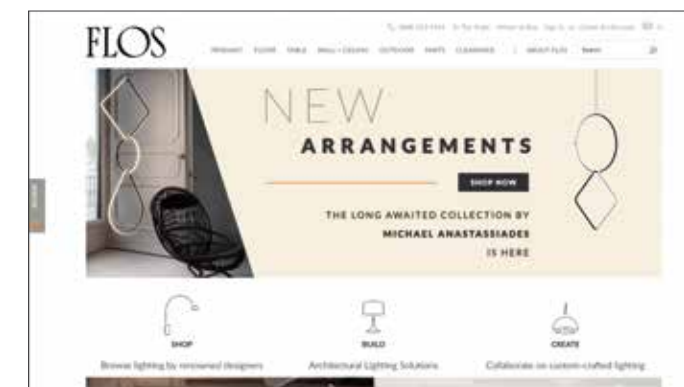 FLOS
PENDANT FLOOR TABLE WALL + CEILING OUTDOOR PARTS CLEARANCE | ABOUT FLOS Search
NEW
ARRANGEMENTS
SHOP NOW
THE LONG AWAITED COLLECTION BY
MICHAEL ANASTASSIADES
IS HERE
SHOP BUILD CREATE
Browse lighting by renowned designers Architectural Lighting Solutions Collaborate on custom-crafted lighting